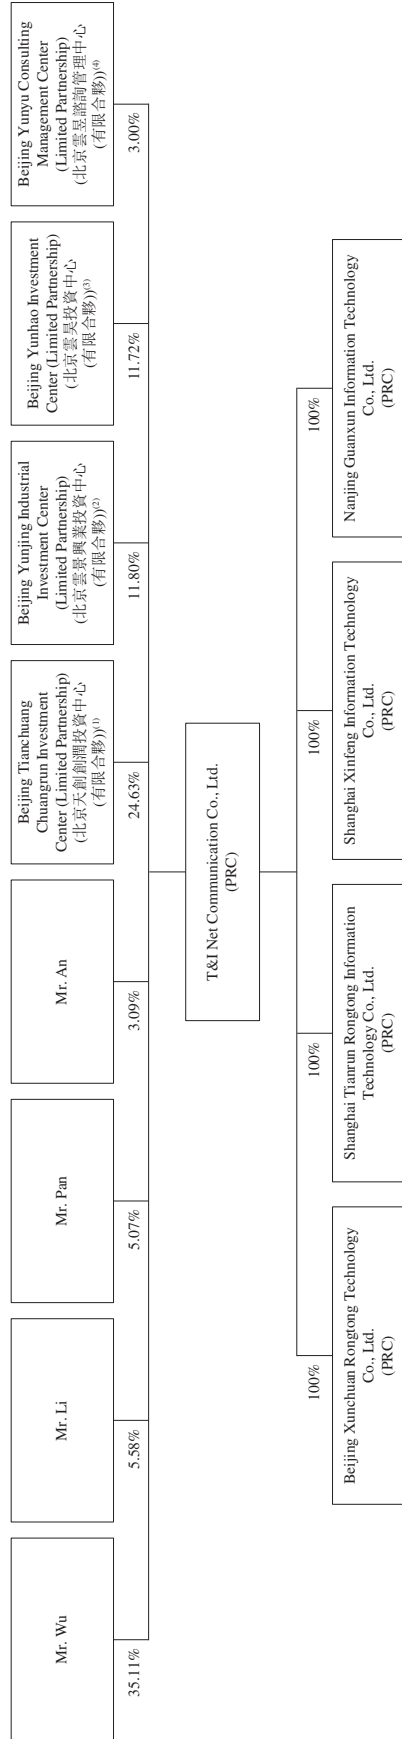 Mr. Wu
35.11%
Mr. Li
5.58%
Mr. Pan
5.07%
Mr. An
3.09%
Beijing Tianchuang
Chuangrun Investment
Center (Limited Partnership)
(北京天創創潤投資中心
(有限合夥))(1)
24.63%
Beijing Yunjing Industrial
Investment Center
(Limited Partnership)
(北京雲景興業投資中心
(有限合夥))(2)
11.80%
Beijing Yunhao Investment
Center (Limited Partnership)
(北京雲昊投資中心
(有限合夥))(3)
11.72%
Beijing Yunyu Consulting
Management Center
(Limited Partnership)
(北京雲昱諮詢管理中心
(有限合夥))(4)
3.00%
T&I Net Communication Co., Ltd.
(PRC)
100%
Beijing Xunchuan Rongtong Technology
Co., Ltd.
(PRC)
100%
Shanghai Tianrun Rongtong Information
Technology Co., Ltd.
(PRC)
100%
Shanghai Xinfeng Information Technology
Co., Ltd.
(PRC)
100%
Nanjing Guanxun Information Technology
Co., Ltd.
(PRC)